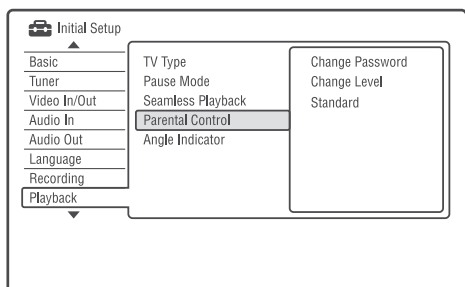 Initial Setup
Basic
Tuner
Video In/Out
Audio In
Audio Out
Language
Recording
Playback
TV Type
Pause Mode
Seamless Playback
Parental Control
Angle Indicator
Change Password
Change Level
Standard